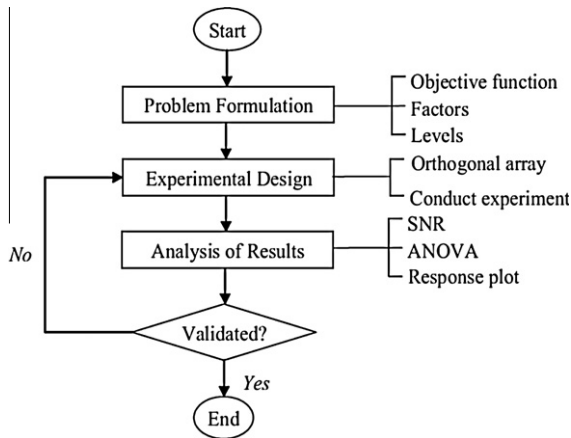 Start
Problem Formulation
Objective function
Factors
Levels
Experimental Design
Orthogonal array
Conduct experiment
Analysis of Results
SNR
ANOVA
Response plot
No
Validated?
Yes
End